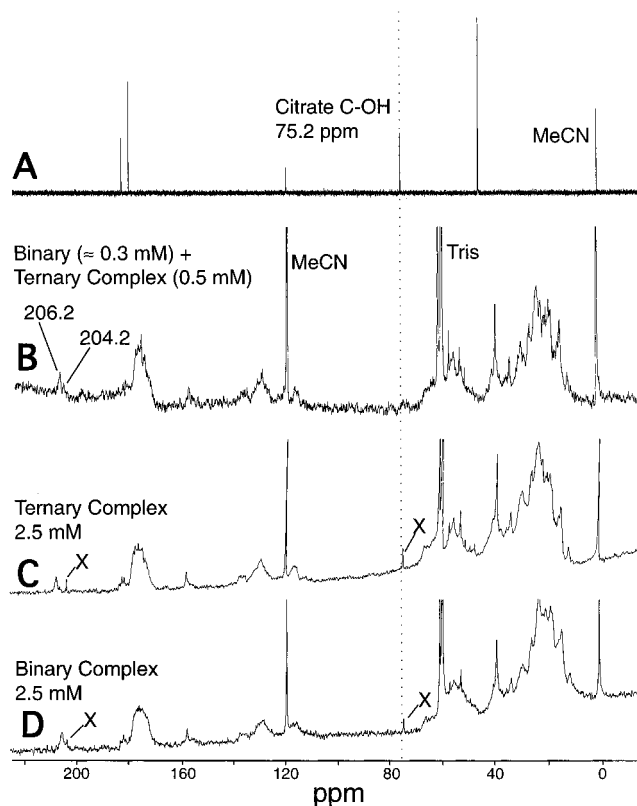 A
Citrate C-OH
75.2 ppm
MeCN
Binary (≈ 0.3 mM) +
Ternary Complex (0.5 mM)
MeCN
Tris
206.2
204.2
B
Ternary Complex
2.5 mM
X
X
C
Binary Complex
2.5 mM
X
X
D
200 160 120 80 40 0
ppm